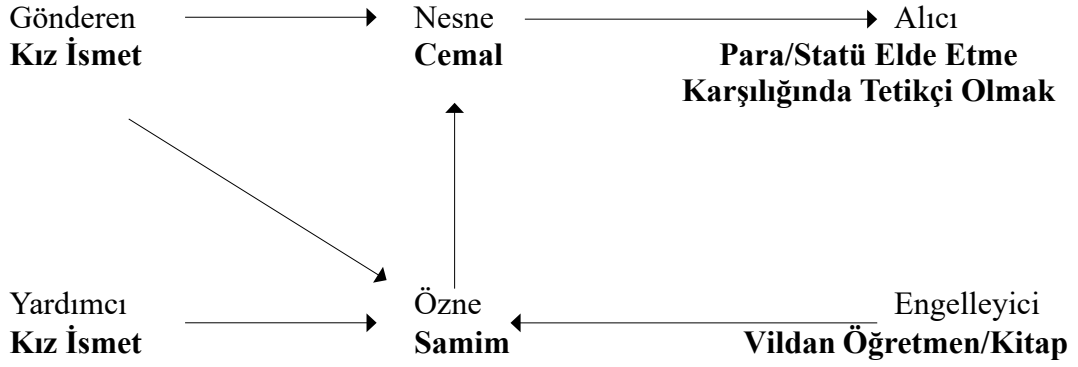 Gönderen Nesne Alıcı
Kız İsmet Cemal Para/Statü Elde Etme
Karşılığında Tetikçi Olmak
Yardımcı Özne Engelleyici
Kız İsmet Samim Vildan Öğretmen/Kitap